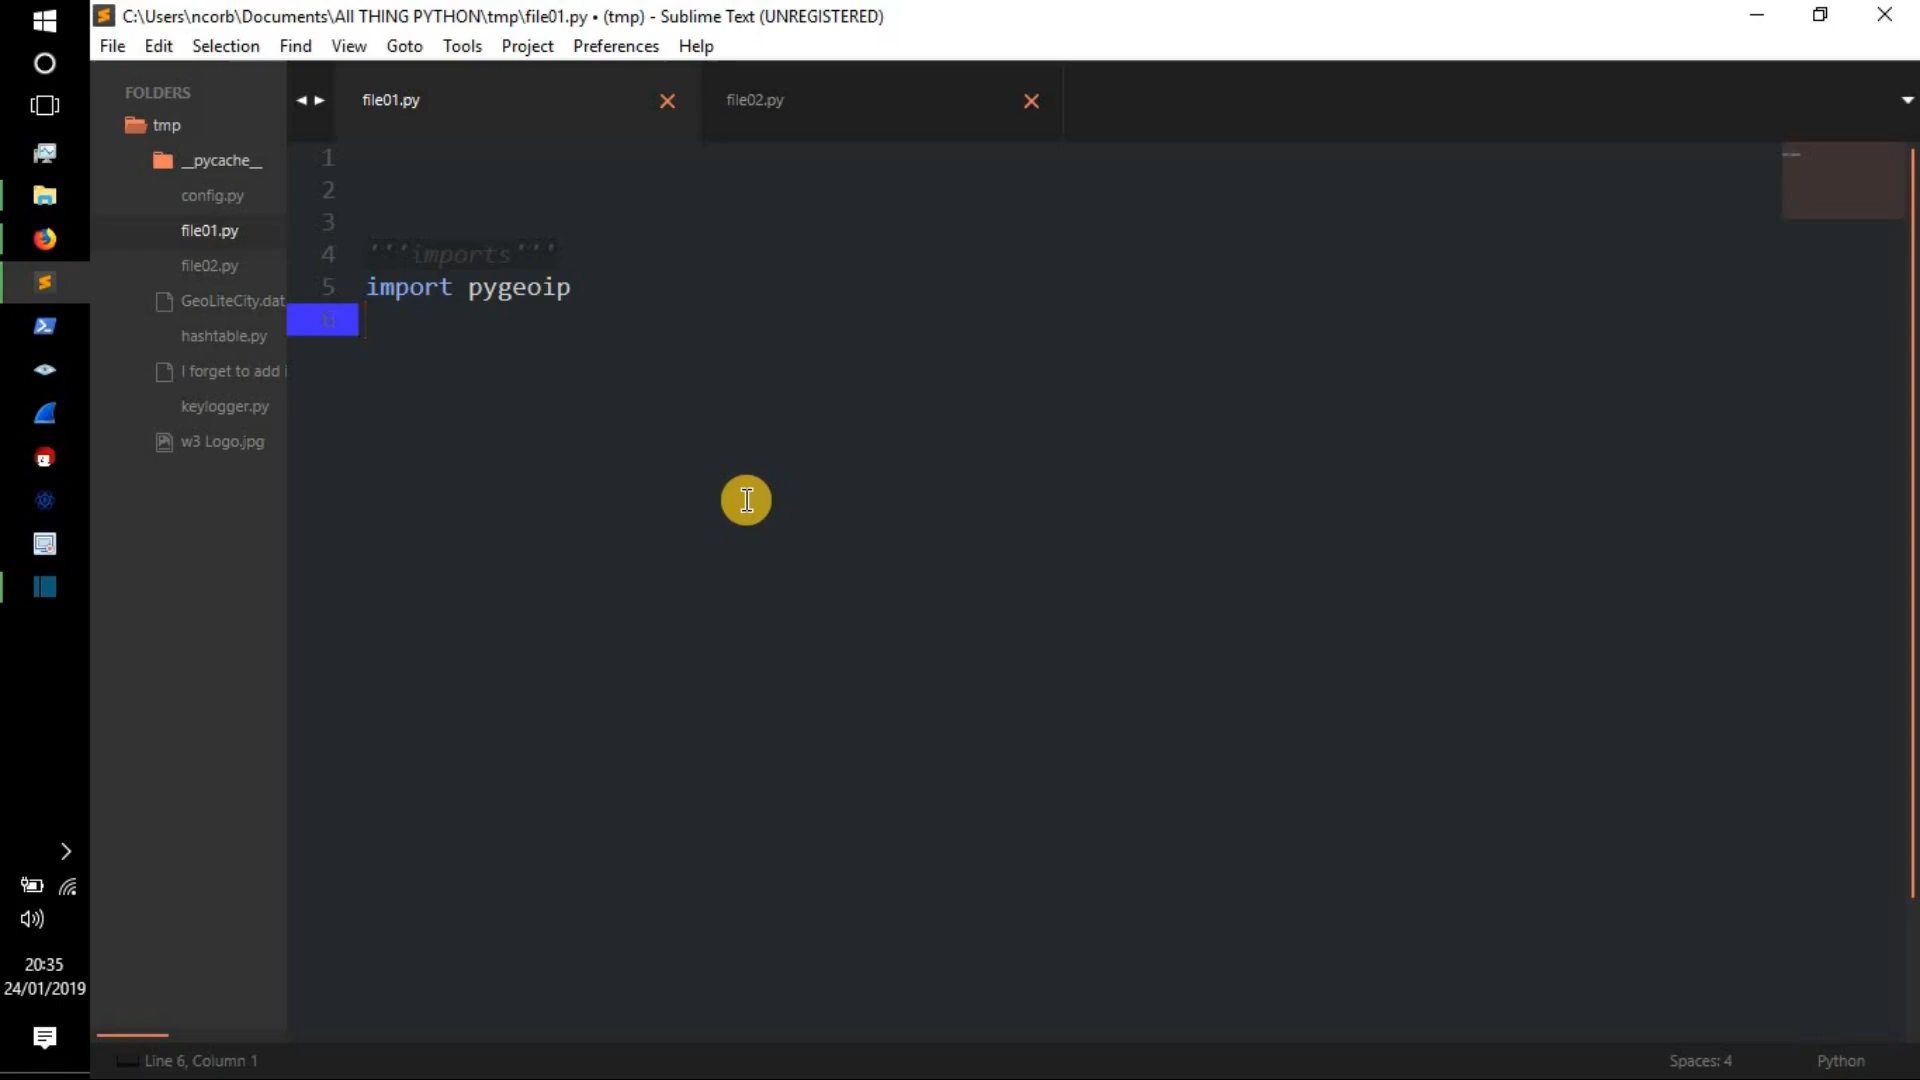 C:\Users\ncorb\Documents\All THING PYTHON\tmp\file01.py • (tmp) - Sublime Text (UNREGISTERED)
File Edit Selection Find View Goto Tools Project Preferences Help
FOLDERS
tmp
__pycache__
config.py
file01.py
file02.py
GeoLiteCity.dat
hashtable.py
I forget to add i
keylogger.py
w3 Logo.jpg
file01.py
file02.py
1
2
3
4 '''imports'''
5 import pygeoip
6
20:35
24/01/2019
Line 6, Column 1
Spaces: 4
Python